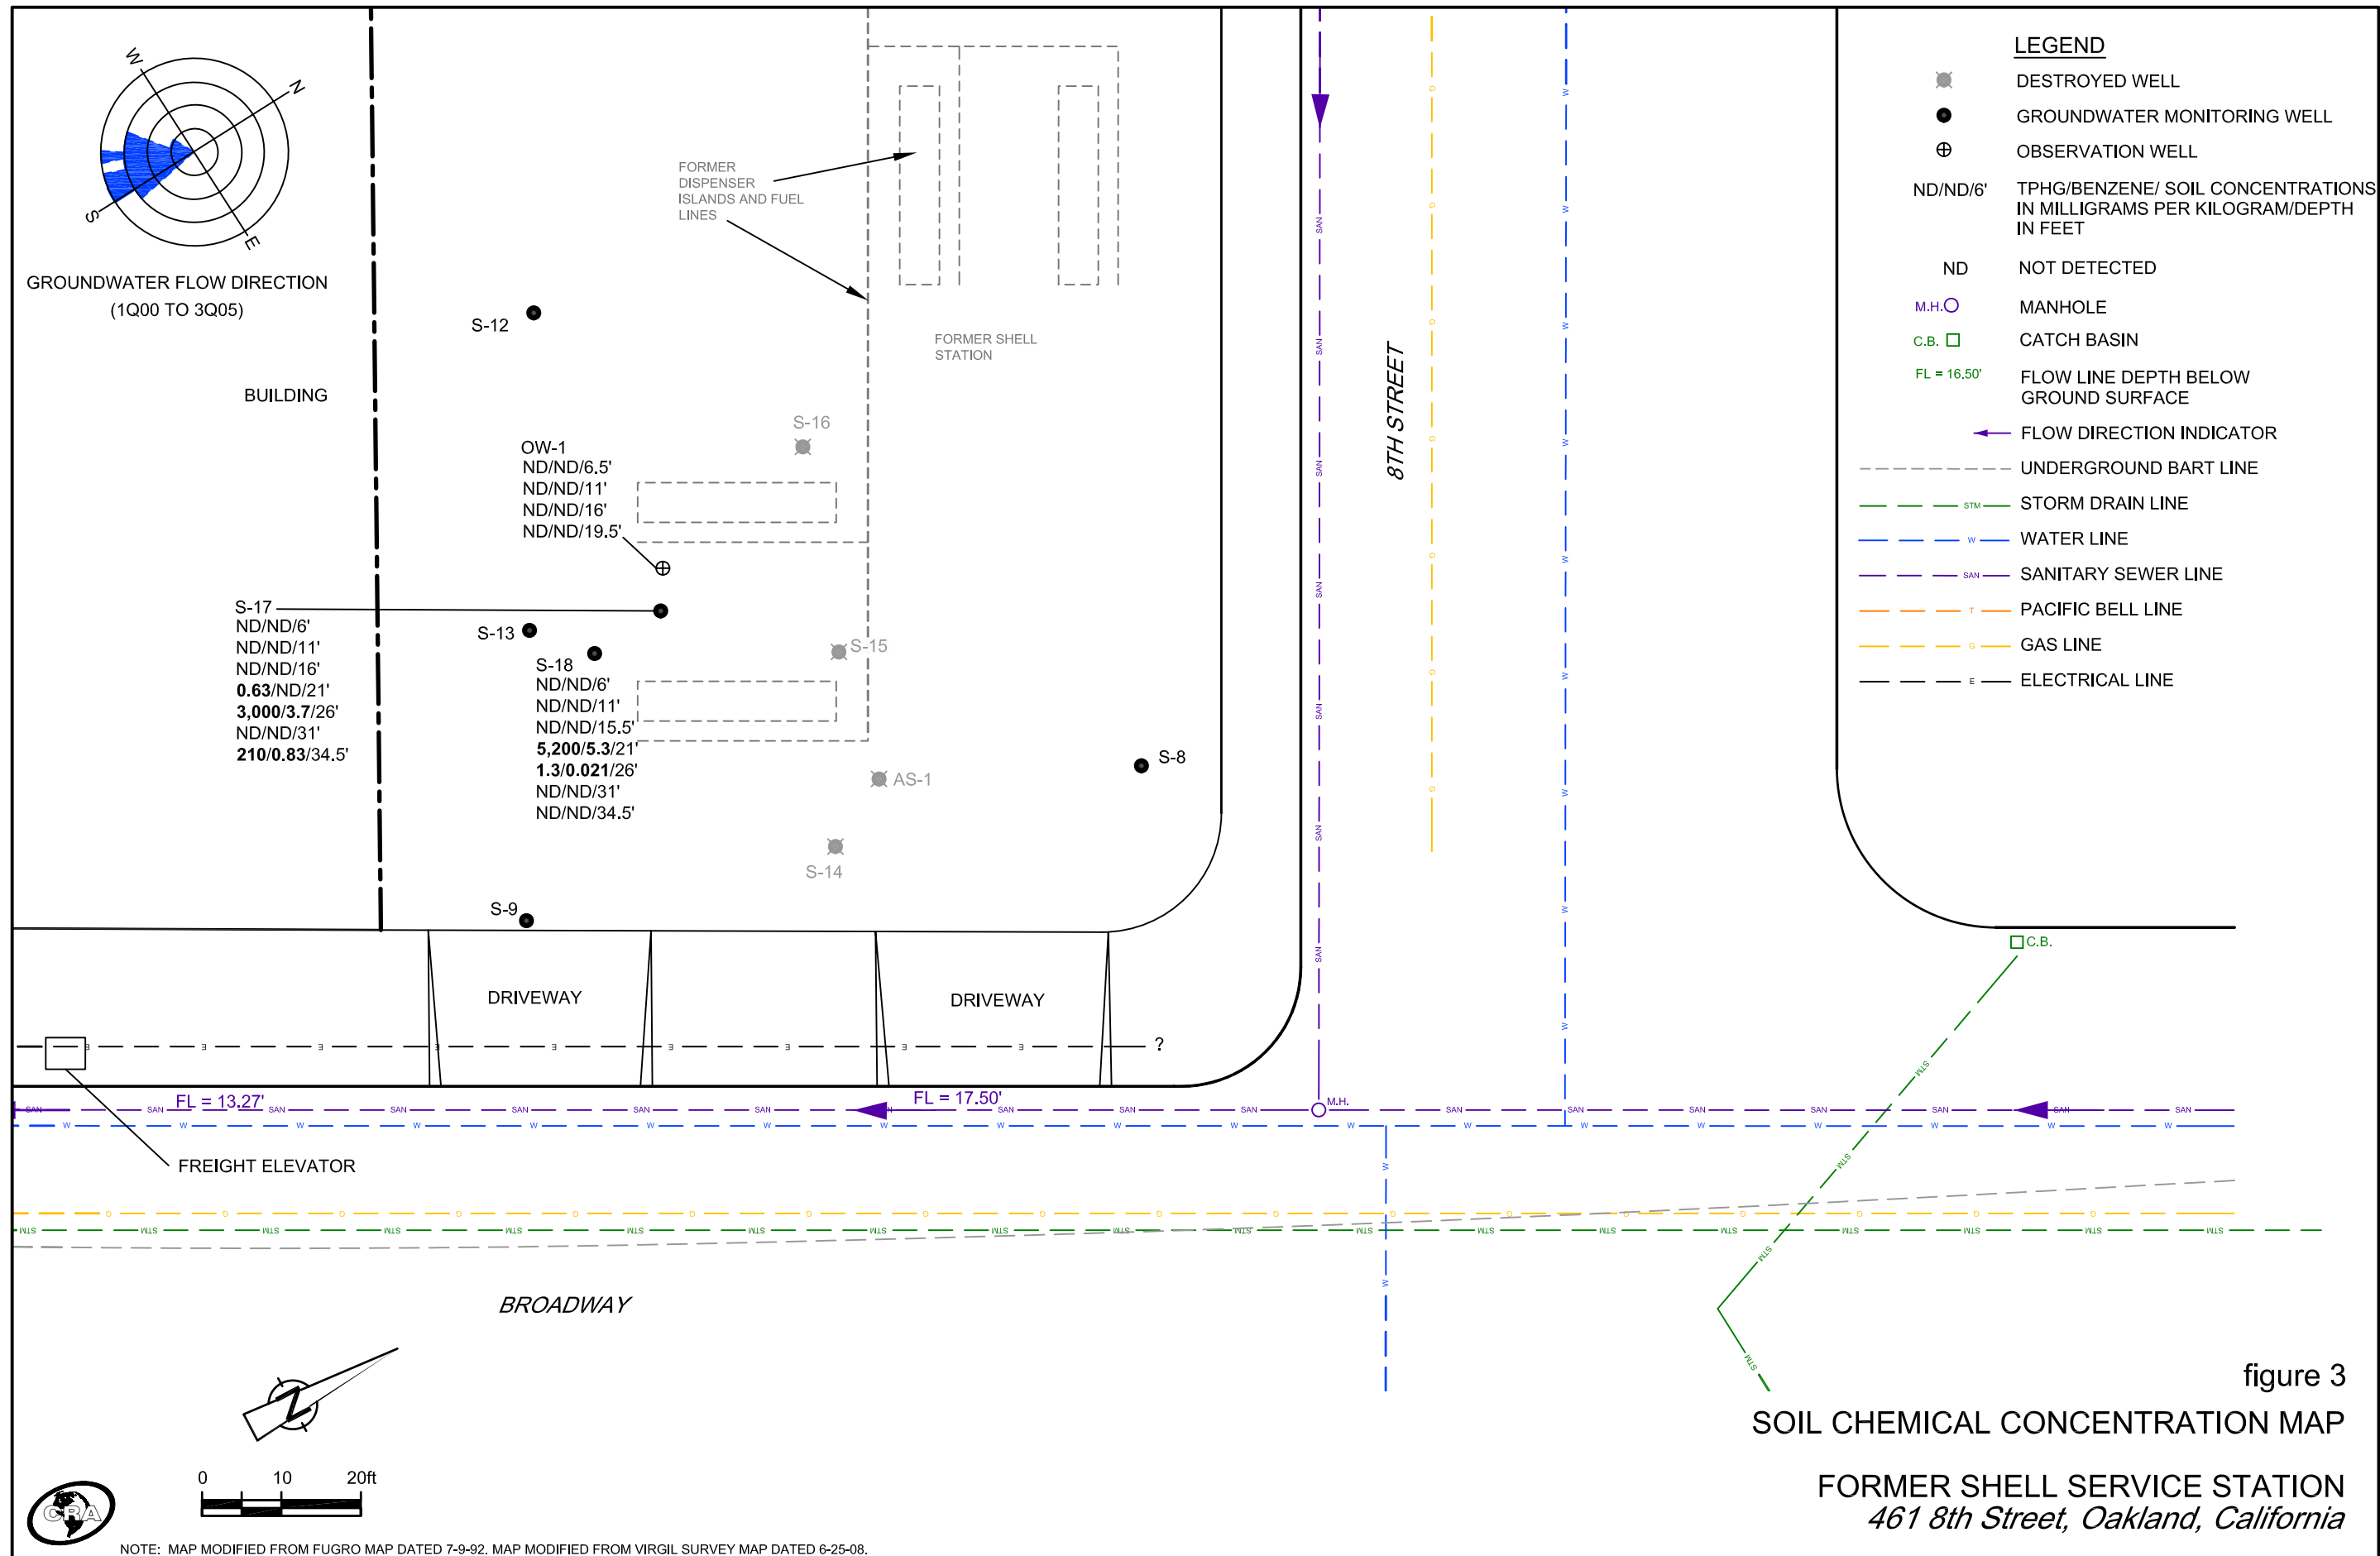 W
N
S
E
GROUNDWATER FLOW DIRECTION
(1Q00 TO 3Q05)
BUILDING
FORMER
DISPENSER
ISLANDS AND FUEL
LINES
FORMER SHELL
STATION
S-12
S-16
OW-1
ND/ND/6.5'
ND/ND/11'
ND/ND/16'
ND/ND/19.5'
S-17
ND/ND/6'
ND/ND/11'
ND/ND/16'
0.63/ND/21'
3,000/3.7/26'
ND/ND/31'
210/0.83/34.5'
S-13
S-15
S-18
ND/ND/6'
ND/ND/11'
ND/ND/15.5'
5,200/5.3/21'
1.3/0.021/26'
ND/ND/31'
ND/ND/34.5'
S-8
AS-1
S-14
S-9
DRIVEWAY
DRIVEWAY
?
8TH STREET
LEGEND
DESTROYED WELL
GROUNDWATER MONITORING WELL
OBSERVATION WELL
ND/ND/6' TPHG/BENZENE/ SOIL CONCENTRATIONS
IN MILLIGRAMS PER KILOGRAM/DEPTH
IN FEET
ND NOT DETECTED
M.H. MANHOLE
C.B. CATCH BASIN
FL = 16.50' FLOW LINE DEPTH BELOW
GROUND SURFACE
FLOW DIRECTION INDICATOR
UNDERGROUND BART LINE
STM STORM DRAIN LINE
W WATER LINE
SAN SANITARY SEWER LINE
T PACIFIC BELL LINE
G GAS LINE
E ELECTRICAL LINE
C.B.
FL = 13.27'
FL = 17.50'
M.H.
FREIGHT ELEVATOR
BROADWAY
N
0 10 20ft
CRA
NOTE: MAP MODIFIED FROM FUGRO MAP DATED 7-9-92. MAP MODIFIED FROM VIRGIL SURVEY MAP DATED 6-25-08.
figure 3
SOIL CHEMICAL CONCENTRATION MAP
FORMER SHELL SERVICE STATION
461 8th Street, Oakland, California